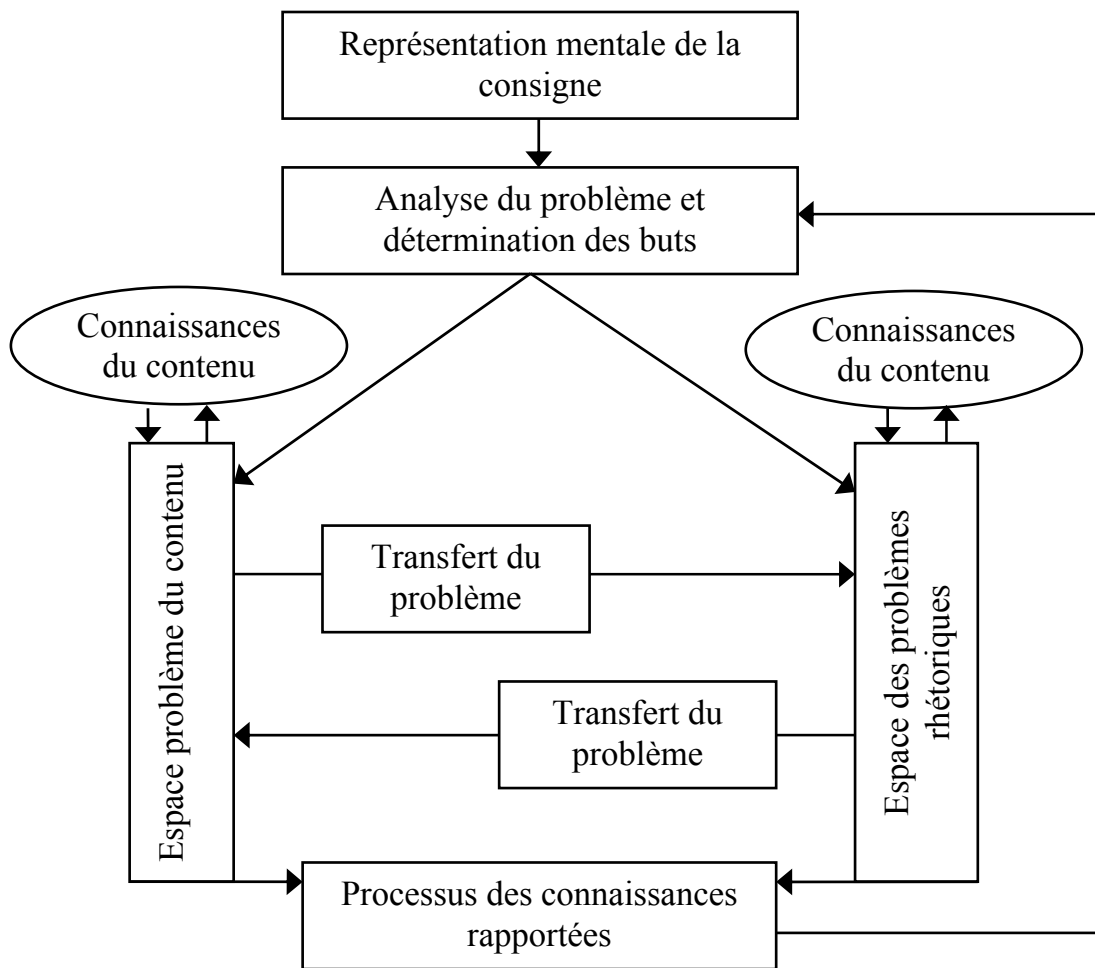 Représentation mentale de la
consigne
Analyse du problème et
détermination des buts
Connaissances
du contenu
Connaissances
du contenu
Espace problème du contenu
Transfert du
problème
Espace des problèmes
rhétoriques
Transfert du
problème
Processus des connaissances
rapportées